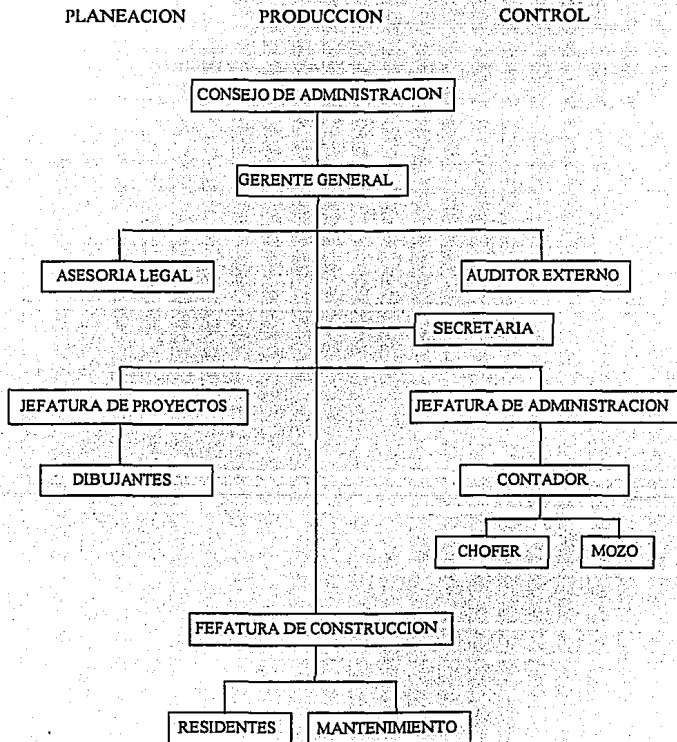 PLANEACION PRODUCCION CONTROL
CONSEJO DE ADMINISTRACION
GERENTE GENERAL
ASESORIA LEGAL AUDITOR EXTERNO
SECRETARIA
JEFATURA DE PROYECTOS JEFATURA DE ADMINISTRACION
DIBUJANTES CONTADOR
CHOFER MOZO
FEFATURA DE CONSTRUCCION
RESIDENTES MANTENIMIENTO